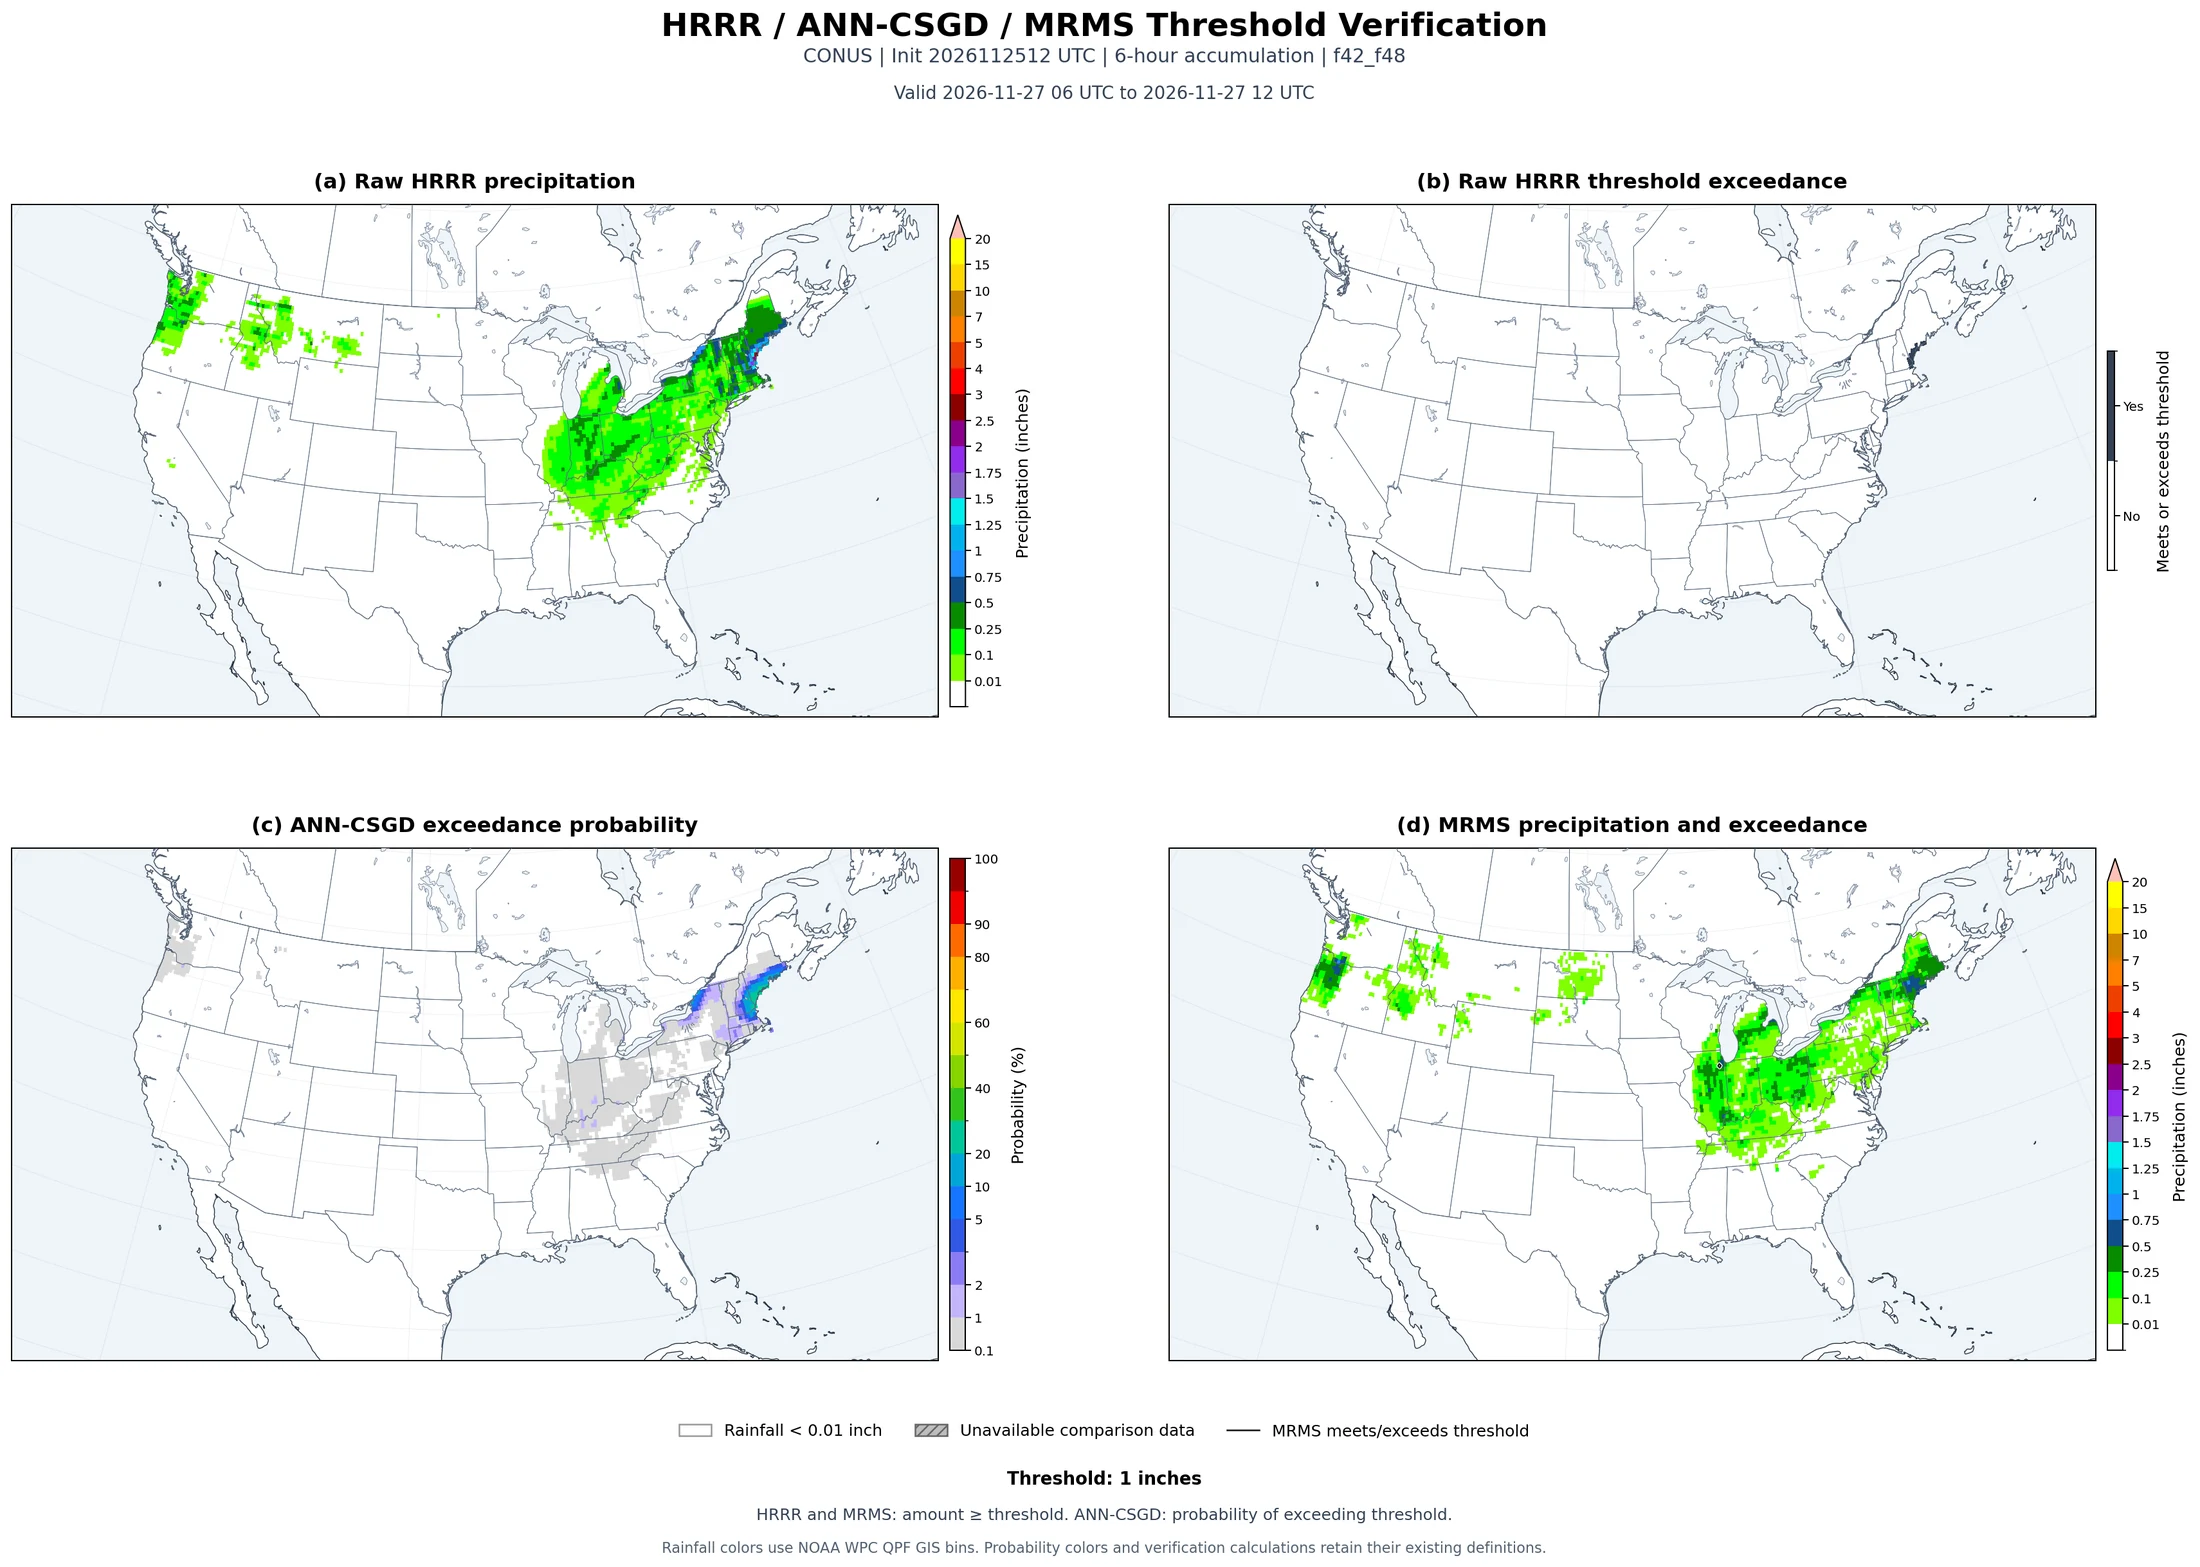 HRRR / ANN-CSGD / MRMS Threshold Verification
CONUS | Init 2026112512 UTC | 6-hour accumulation | f42_f48
Valid 2026-11-27 06 UTC to 2026-11-27 12 UTC
(a) Raw HRRR precipitation
20
15
10
7
5
4
3
2.5
2
1.75
1.5
1.25
1
0.75
0.5
0.25
0.1
0.01
Precipitation (inches)
(b) Raw HRRR threshold exceedance
Yes
No
Meets or exceeds threshold
(c) ANN-CSGD exceedance probability
100
90
80
60
40
20
10
5
2
1
0.1
Probability (%)
(d) MRMS precipitation and exceedance
20
15
10
7
5
4
3
2.5
2
1.75
1.5
1.25
1
0.75
0.5
0.25
0.1
0.01
Precipitation (inches)
Rainfall < 0.01 inch
Unavailable comparison data
MRMS meets/exceeds threshold
Threshold: 1 inches
HRRR and MRMS: amount ≥ threshold. ANN-CSGD: probability of exceeding threshold.
Rainfall colors use NOAA WPC QPF GIS bins. Probability colors and verification calculations retain their existing definitions.